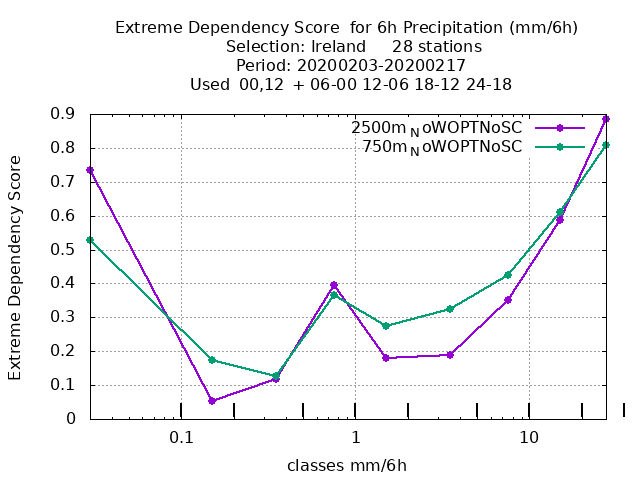 Extreme Dependency Score  for 6h Precipitation (mm/6h)
Selection: Ireland     28 stations
Period: 20200203-20200217
Used  00,12  + 06-00 12-06 18-12 24-18
2500m_NoWOPTNoSC
750m_NoWOPTNoSC
Extreme Dependency Score
0.9
0.8
0.7
0.6
0.5
0.4
0.3
0.2
0.1
0
0.1 1 10
classes mm/6h